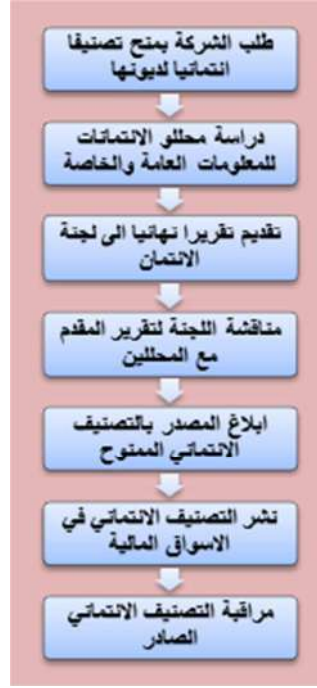 طلب الشركة بمنح تصنيفا
ائتمانيا لديونها
دراسة محللو الائتمانات
للمعلومات العامة والخاصة
تقديم تقريرا نهائيا الى لجنة
الائتمان
مناقشة اللجنة لتقرير المقدم
مع المحللين
ابلاغ المصدر بالتصنيف
الائتماني الممنوح
نشر التصنيف الائتماني في
الاسواق المالية
مراقبة التصنيف الائتماني
الصادر